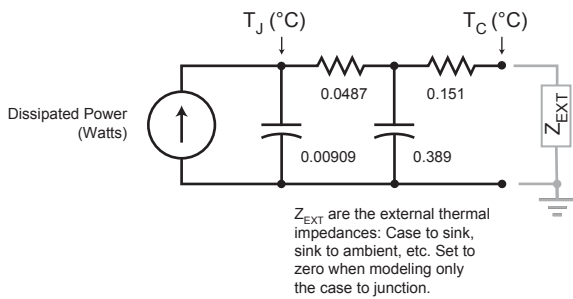 T_J (°C)
T_C (°C)
Dissipated Power
(Watts)
0.0487
0.151
0.00909
0.389
Z_EXT
Z_EXT are the external thermal
impedances: Case to sink,
sink to ambient, etc. Set to
zero when modeling only
the case to junction.